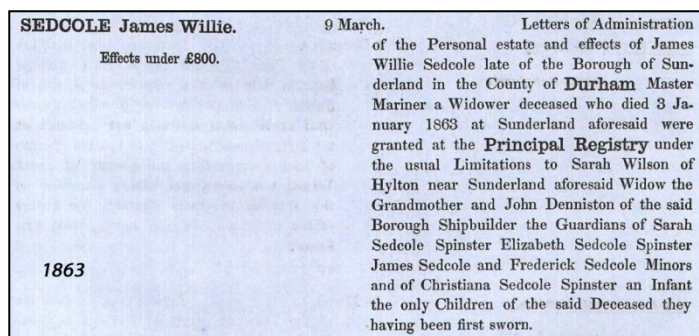 SEDCOLE James Willie.
Effects under £800.
9 March. Letters of Administration
of the Personal estate and effects of James
Willie Sedcole late of the Borough of Sun-
derland in the County of Durham Master
Mariner a Widower deceased who died 3 Ja-
nuary 1863 at Sunderland aforesaid were
granted at the Principal Registry under
the usual Limitations to Sarah Wilson of
Hylton near Sunderland aforesaid Widow the
Grandmother and John Denniston of the said
Borough Shipbuilder the Guardians of Sarah
Sedcole Spinster Elizabeth Sedcole Spinster
James Sedcole and Frederick Sedcole Minors
and of Christiana Sedcole Spinster an Infant
the only Children of the said Deceased they
having been first sworn.
1863